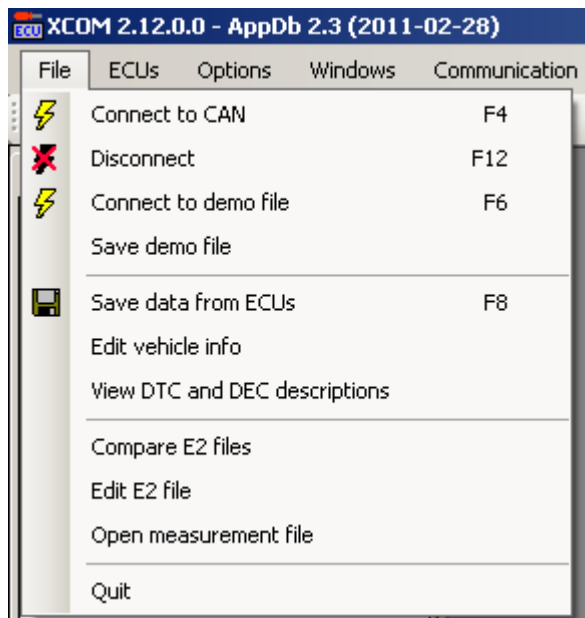 ECU XCOM 2.12.0.0 - AppDb 2.3 (2011-02-28)
File ECUs Options Windows Communication
Connect to CAN F4
Disconnect F12
Connect to demo file F6
Save demo file
Save data from ECUs F8
Edit vehicle info
View DTC and DEC descriptions
Compare E2 files
Edit E2 file
Open measurement file
Quit